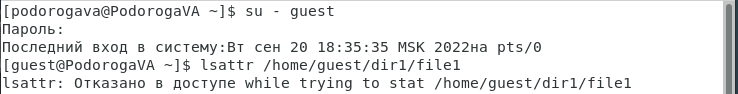 [podorogava@PodorogaVA ~]$ su - guest
Пароль:
Последний вход в систему:Вт сен 20 18:35:35 MSK 2022на pts/0
[guest@PodorogaVA ~]$ lsattr /home/guest/dir1/file1
lsattr: Отказано в доступе while trying to stat /home/guest/dir1/file1